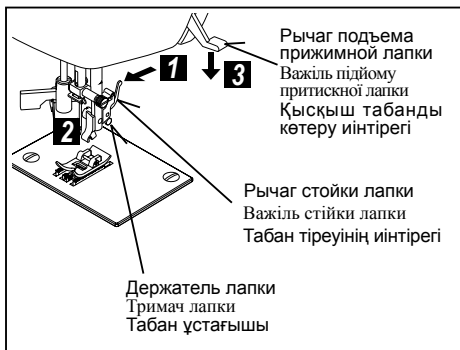 Рычаг подъема
прижимной лапки
Важіль підйому
притискної лапки
Қысқыш табанды
көтеру иінтірегі
1
3
2
Рычаг стойки лапки
Важіль стійки лапки
Табан тіреуінің иінтірегі
Держатель лапки
Тримач лапки
Табан ұстағышы